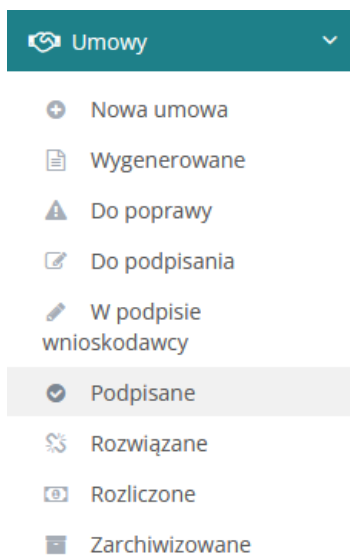 Umowy
Nowa umowa
Wygenerowane
Do poprawy
Do podpisania
W podpisie
wnioskodawcy
Podpisane
Rozwiązane
Rozliczone
Zarchiwizowane